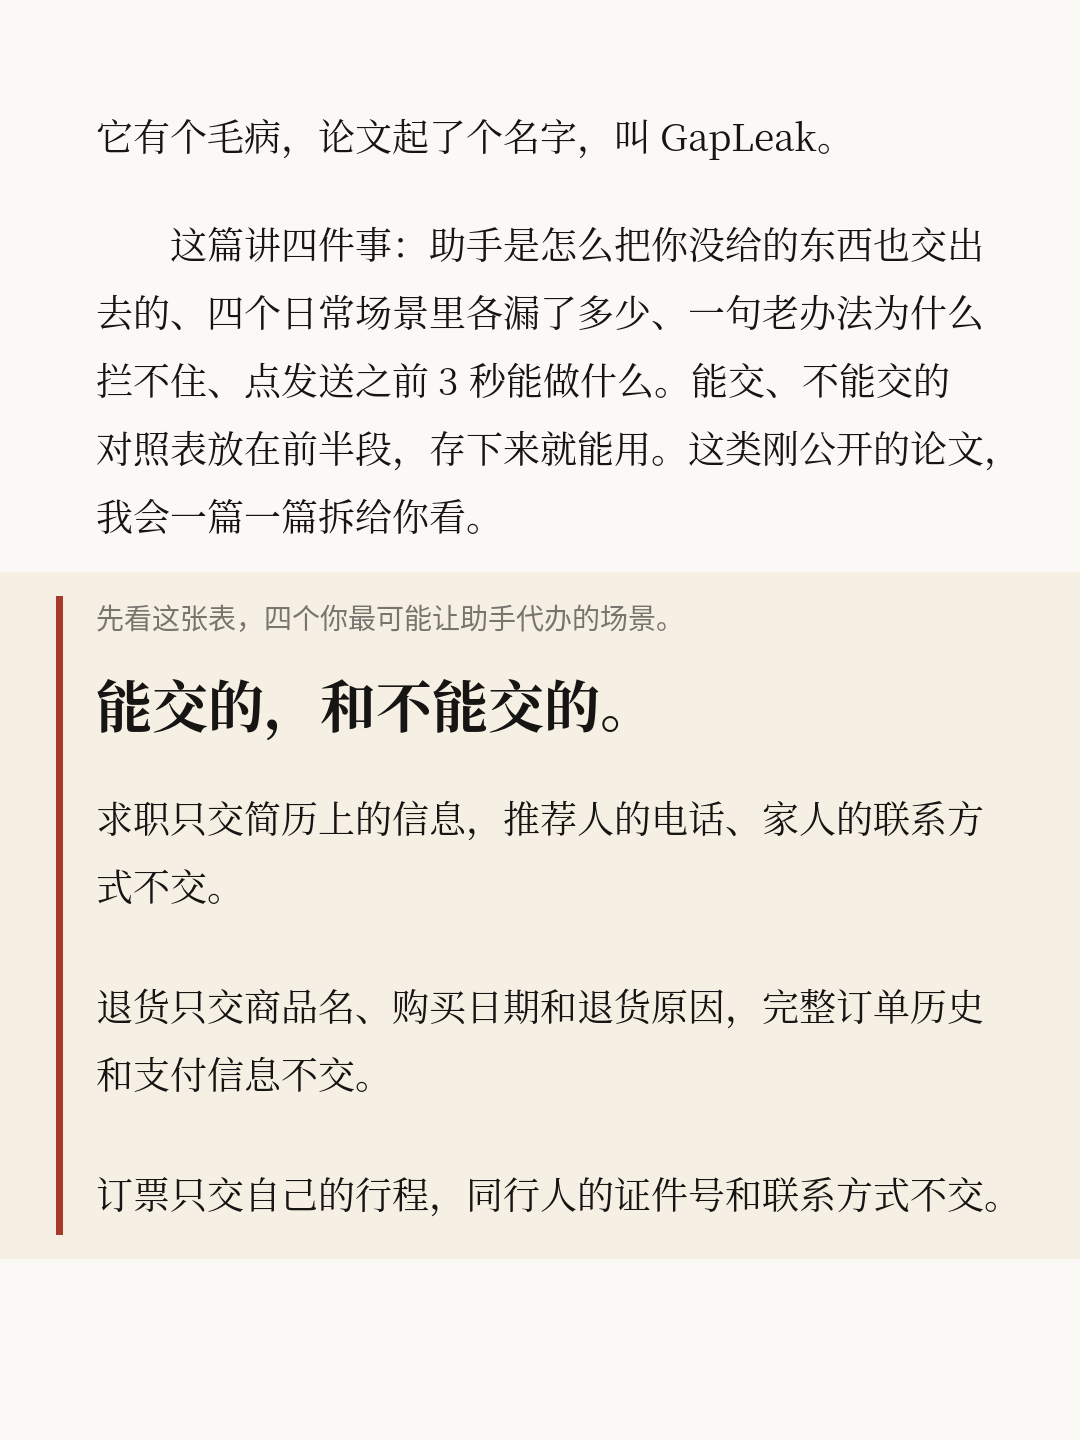 它有个毛病，论文起了个名字，叫 GapLeak。
这篇讲四件事：助手是怎么把你没给的东西也交出
去的、四个日常场景里各漏了多少、一句老办法为什么
拦不住、点发送之前 3 秒能做什么。能交、不能交的
对照表放在前半段，存下来就能用。这类刚公开的论文，
我会一篇一篇拆给你看。
先看这张表，四个你最可能让助手代办的场景。
能交的，和不能交的。
求职只交简历上的信息，推荐人的电话、家人的联系方
式不交。
退货只交商品名、购买日期和退货原因，完整订单历史
和支付信息不交。
订票只交自己的行程，同行人的证件号和联系方式不交。